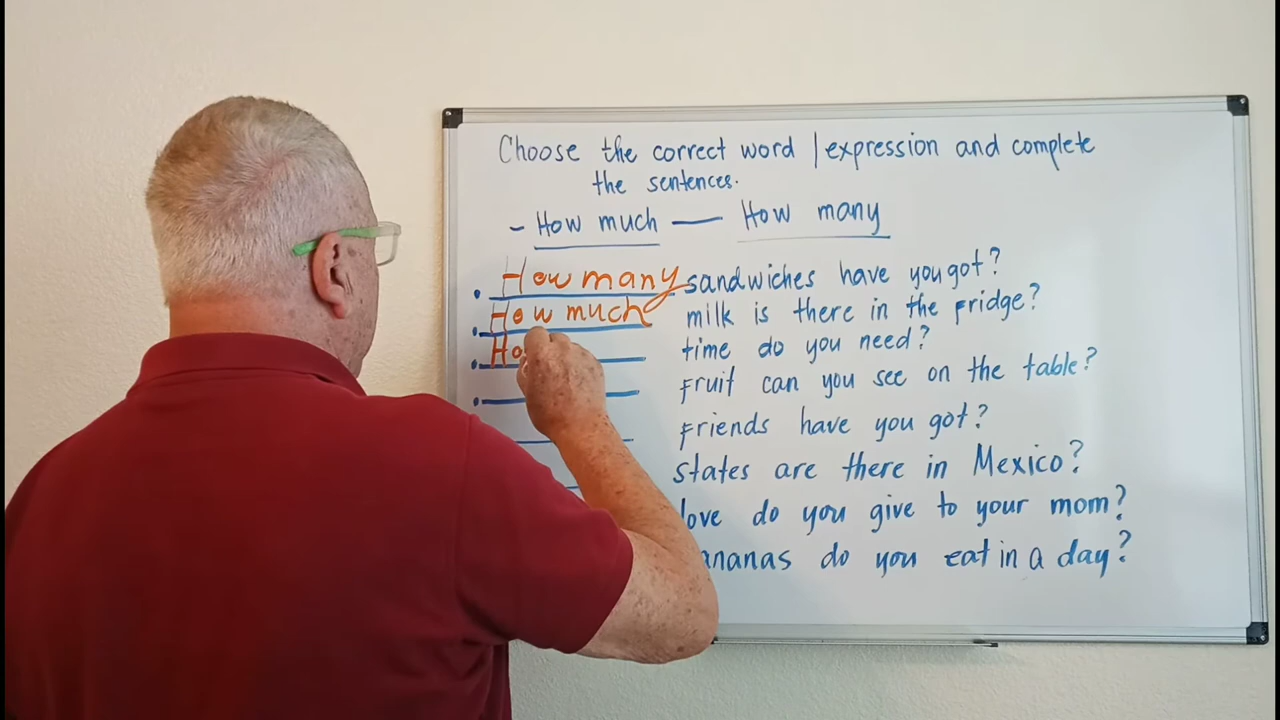 Choose the correct word / expression and complete
the sentences.
- How much — How many
• How many sandwiches have you got?
• How much milk is there in the fridge?
• Ho time do you need?
• fruit can you see on the table?
friends have you got?
states are there in Mexico?
love do you give to your mom?
ananas do you eat in a day?